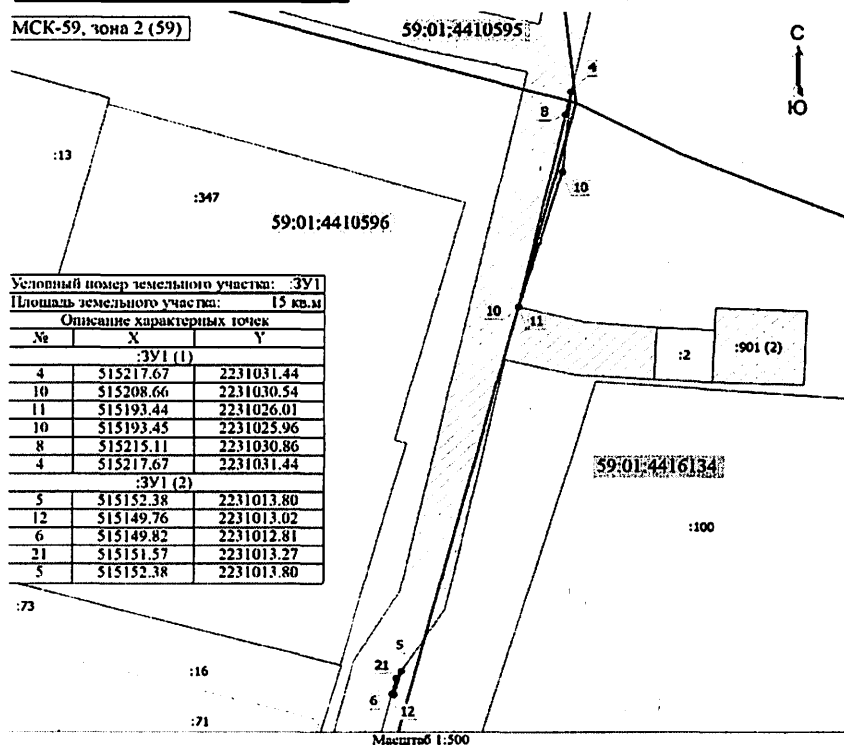 МСК-59, зона 2 (59)
59:01:4410595
С
Ю
4
8
:13
10
:347
59:01:4410596
Условный номер земельного участка: :ЗУ1
Площадь земельного участка: 15 кв.м
Описание характерных точек
№ X Y
:ЗУ1 (1)
4 515217.67 2231031.44
10 515208.66 2231030.54
11 515193.44 2231026.01
10 515193.45 2231025.96
8 515215.11 2231030.86
4 515217.67 2231031.44
:ЗУ1 (2)
5 515152.38 2231013.80
12 515149.76 2231013.02
6 515149.82 2231012.81
21 515151.57 2231013.27
5 515152.38 2231013.80
10
11
:2
:901 (2)
59:01:4416134
:100
:73
5
:16
21
6
12
:71
Масштаб 1:500